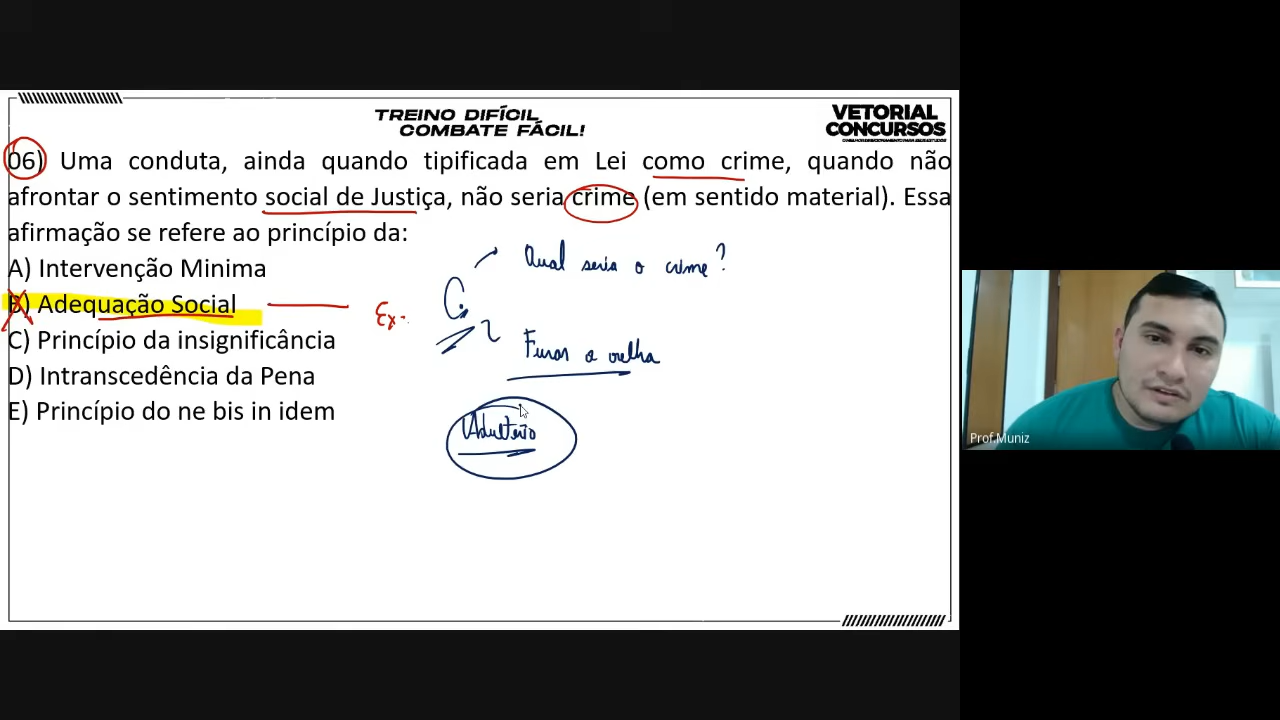 TREINO DIFÍCIL
COMBATE FÁCIL!
VETORIAL
CONCURSOS
06) Uma conduta, ainda quando tipificada em Lei como crime, quando não
afrontar o sentimento social de Justiça, não seria crime (em sentido material). Essa
afirmação se refere ao princípio da:
A) Intervenção Minima
B) Adequação Social
C) Princípio da insignificância
D) Intranscedência da Pena
E) Princípio do ne bis in idem
Ex.
Qual seria o crime?
Furar a orelha
Adultério
Prof.Muniz